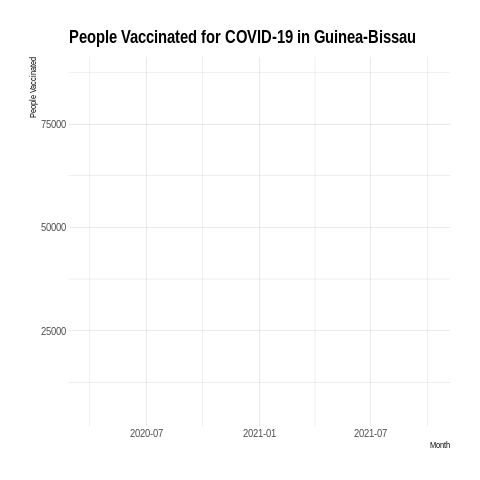 People Vaccinated for COVID-19 in Guinea-Bissau
People Vaccinated
75000
50000
25000
2020-07 2021-01 2021-07
Month